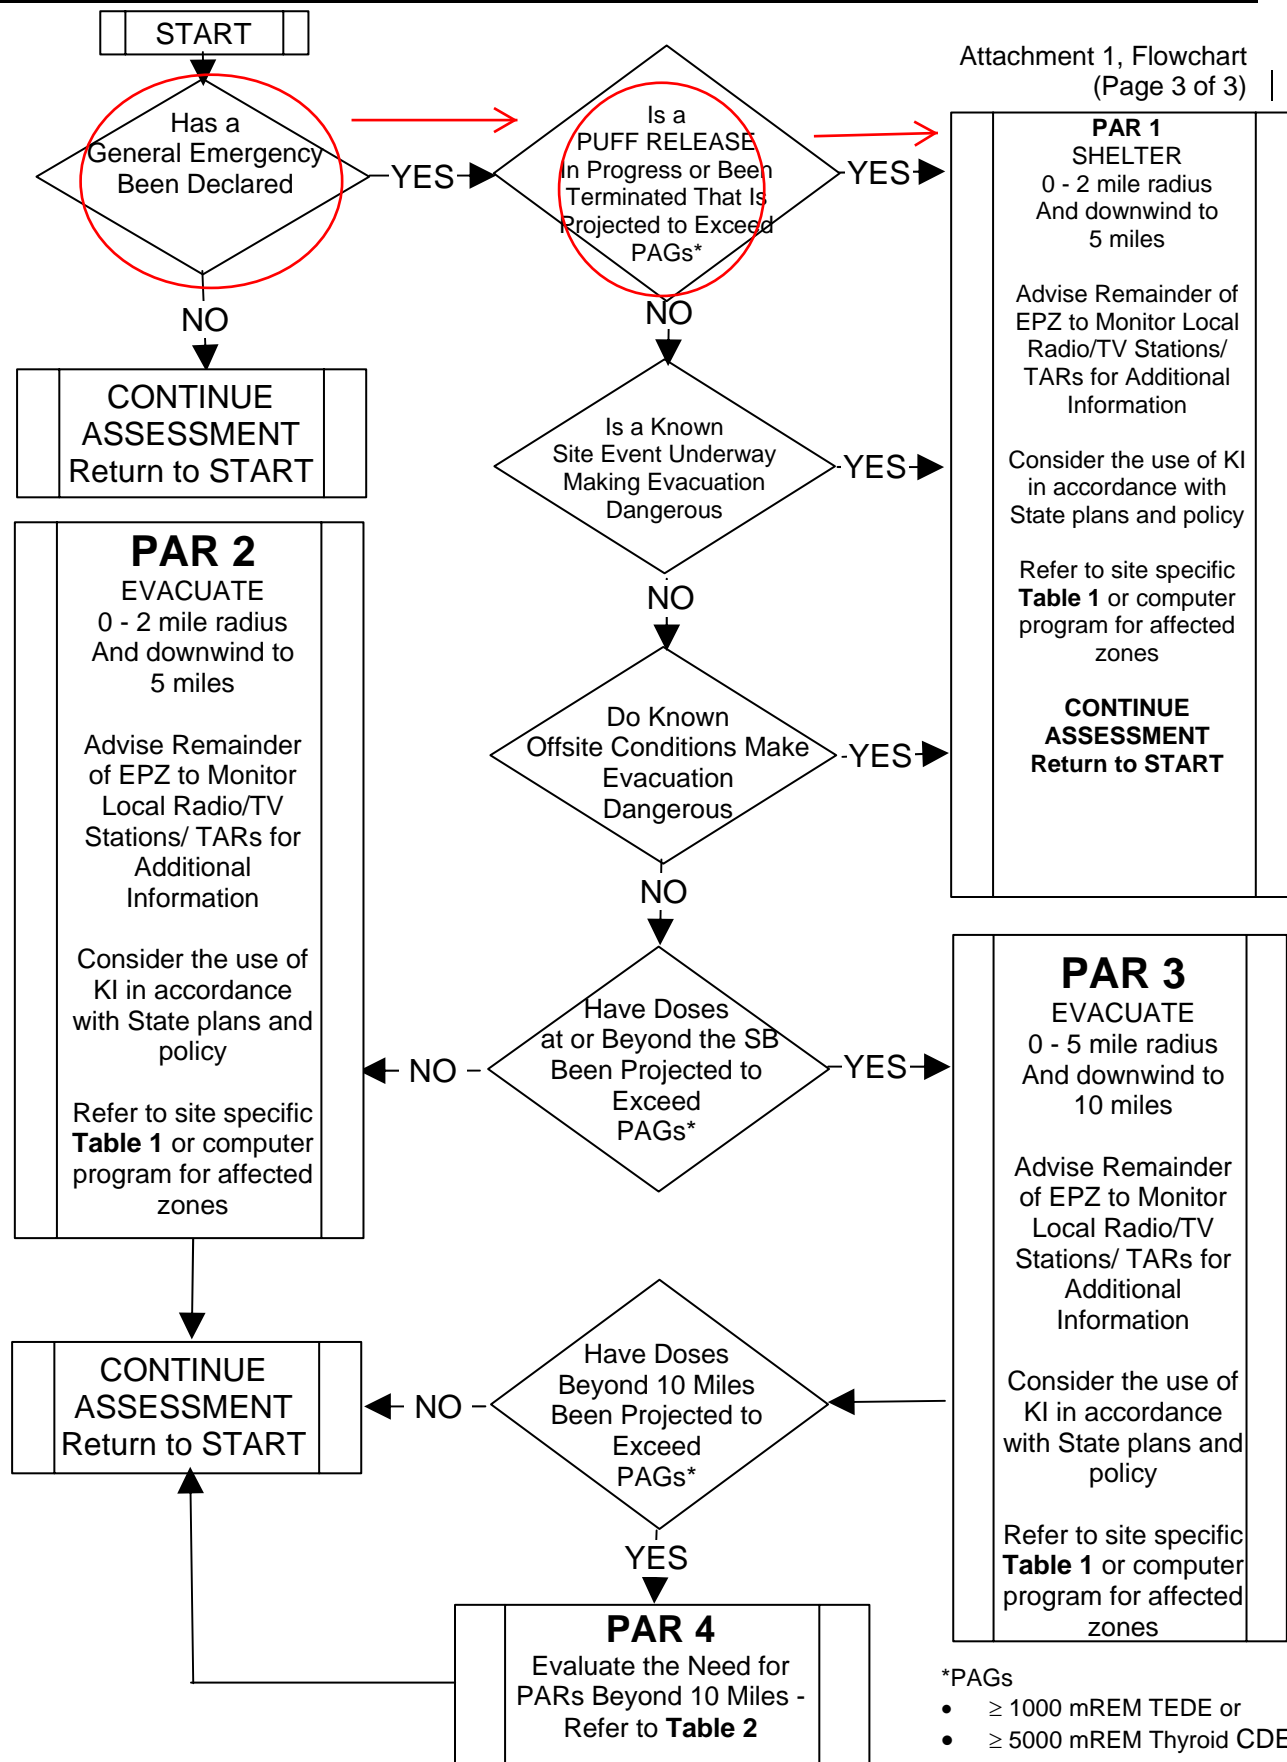 START
Attachment 1, Flowchart
(Page 3 of 3)
Has a
General Emergency
Been Declared
YES
NO
CONTINUE
ASSESSMENT
Return to START
Is a
PUFF RELEASE
In Progress or Been
Terminated That Is
Projected to Exceed
PAGs*
YES
NO
PAR 1
SHELTER
0 - 2 mile radius
And downwind to
5 miles
Advise Remainder of
EPZ to Monitor Local
Radio/TV Stations/
TARs for Additional
Information
Consider the use of KI
in accordance with
State plans and policy
Refer to site specific
Table 1 or computer
program for affected
zones
CONTINUE
ASSESSMENT
Return to START
Is a Known
Site Event Underway
Making Evacuation
Dangerous
YES
NO
Do Known
Offsite Conditions Make
Evacuation
Dangerous
YES
NO
Have Doses
at or Beyond the SB
Been Projected to
Exceed
PAGs*
NO
YES
PAR 2
EVACUATE
0 - 2 mile radius
And downwind to
5 miles
Advise Remainder
of EPZ to Monitor
Local Radio/TV
Stations/ TARs for
Additional
Information
Consider the use of
KI in accordance
with State plans and
policy
Refer to site specific
Table 1 or computer
program for affected
zones
PAR 3
EVACUATE
0 - 5 mile radius
And downwind to
10 miles
Advise Remainder
of EPZ to Monitor
Local Radio/TV
Stations/ TARs for
Additional
Information
Consider the use of
KI in accordance
with State plans and
policy
Refer to site specific
Table 1 or computer
program for affected
zones
Have Doses
Beyond 10 Miles
Been Projected to
Exceed
PAGs*
NO
YES
CONTINUE
ASSESSMENT
Return to START
PAR 4
Evaluate the Need for
PARs Beyond 10 Miles -
Refer to Table 2
*PAGs
• ≥ 1000 mREM TEDE or
• ≥ 5000 mREM Thyroid CDE